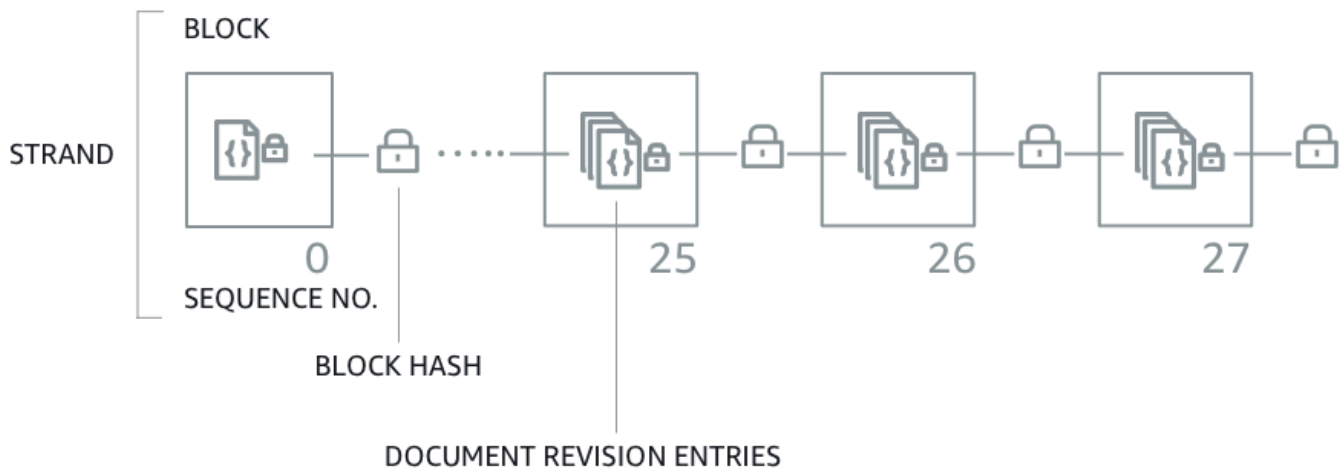 BLOCK
STRAND
0
25
26
27
SEQUENCE NO.
BLOCK HASH
DOCUMENT REVISION ENTRIES